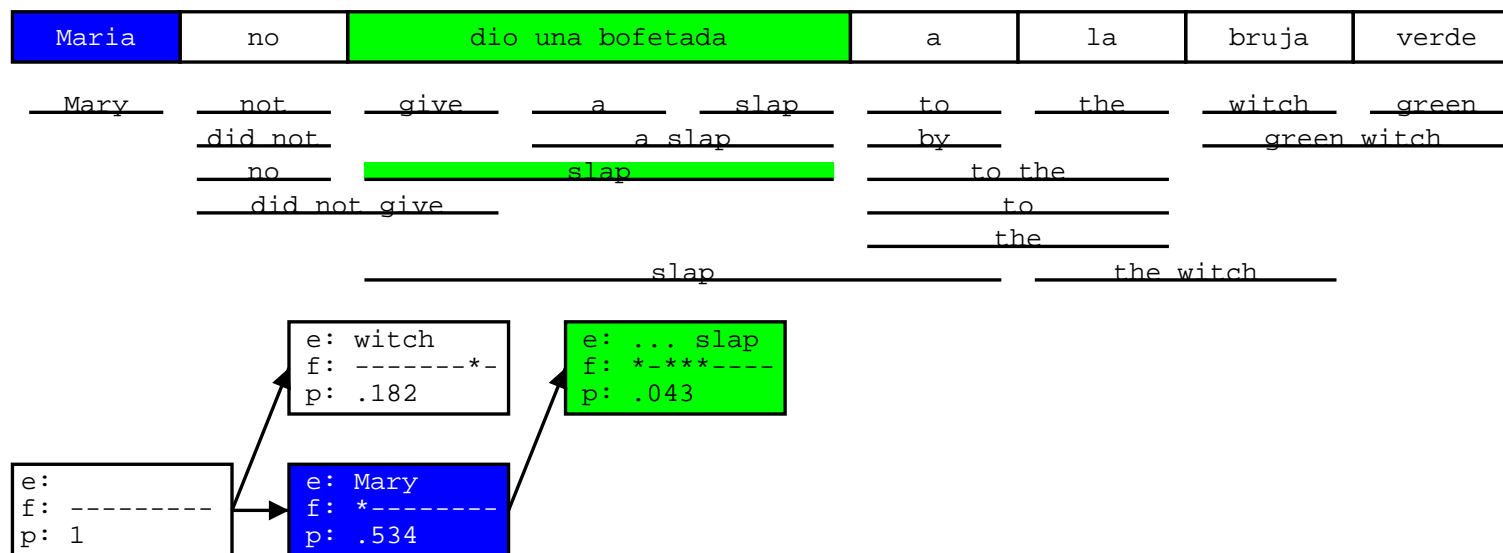 Maria no dio una bofetada a la bruja verde
Mary not give a slap to the witch green
did not a slap by green witch
no slap to the
did not give to
the
slap the witch
e: witch
f: -------*-
p: .182
e: ... slap
f: *-***----
p: .043
e:
f: ---------
p: 1
e: Mary
f: *--------
p: .534